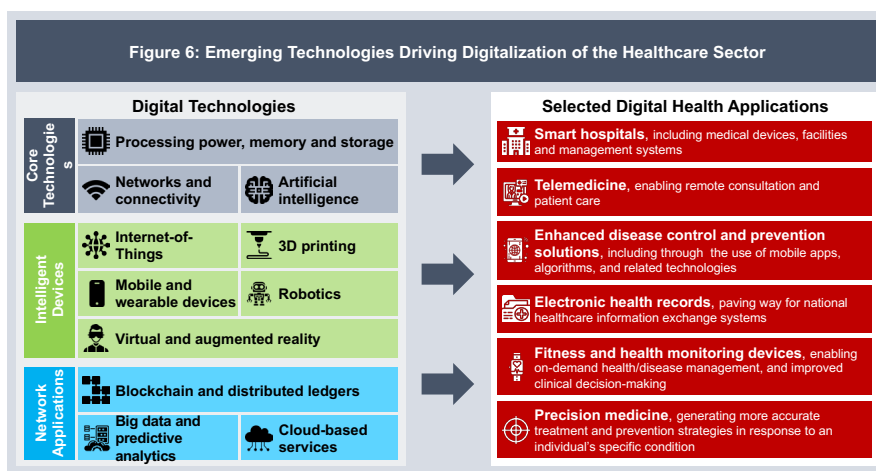 Figure 6: Emerging Technologies Driving Digitalization of the Healthcare Sector
Digital Technologies
Core
Technologie
s
Processing power, memory and storage
Networks and
connectivity
Artificial
intelligence
Intelligent
Devices
Internet-of-
Things
3D printing
Mobile and
wearable devices
Robotics
Virtual and augmented reality
Network
Applications
Blockchain and distributed ledgers
Big data and
predictive
analytics
Cloud-based
services
Selected Digital Health Applications
Smart hospitals, including medical devices, facilities
and management systems
Telemedicine, enabling remote consultation and
patient care
Enhanced disease control and prevention
solutions, including through the use of mobile apps,
algorithms, and related technologies
Electronic health records, paving way for national
healthcare information exchange systems
Fitness and health monitoring devices, enabling
on-demand health/disease management, and improved
clinical decision-making
Precision medicine, generating more accurate
treatment and prevention strategies in response to an
individual's specific condition